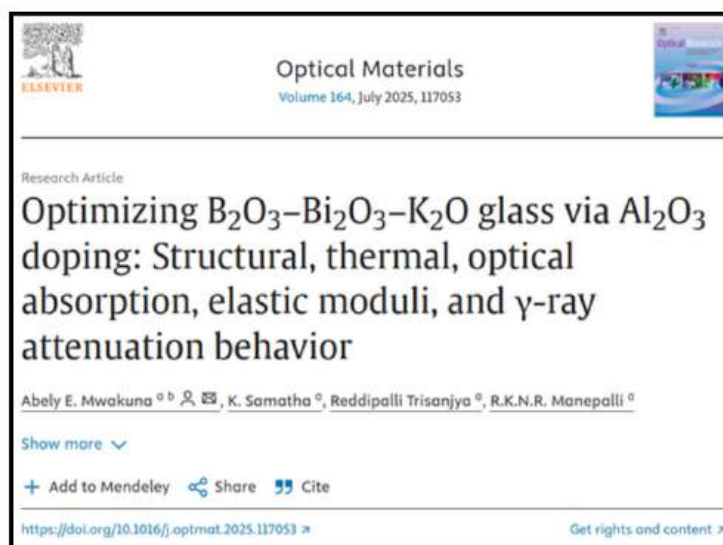 ELSEVIER
Optical Materials
Volume 164, July 2025, 117053
Optical Materials
Research Article
Optimizing B₂O₃–Bi₂O₃–K₂O glass via Al₂O₃
doping: Structural, thermal, optical
absorption, elastic moduli, and γ-ray
attenuation behavior
Abely E. Mwakuna ᵃ ᵇ, K. Samatha ᵃ, Reddipalli Trisanjya ᵃ, R.K.N.R. Manepalli ᵃ
Show more
+ Add to Mendeley Share Cite
https://doi.org/10.1016/j.optmat.2025.117053 ↗ Get rights and content ↗